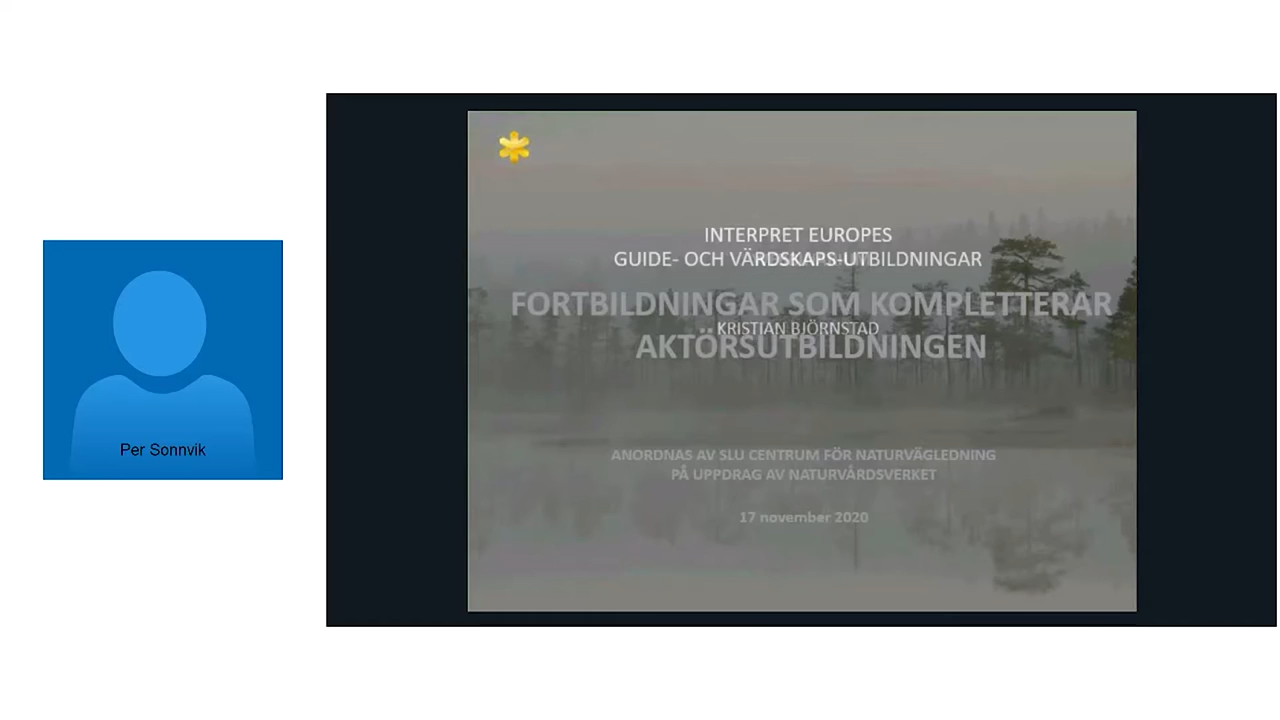 Per Sonnvik
INTERPRET EUROPES
GUIDE- OCH VÄRDSKAPS-UTBILDNINGAR
FORTBILDNINGAR SOM KOMPLETTERAR
KRISTIAN BJÖRNSTAD
AKTÖRSUTBILDNINGEN
ANORDNAS AV SLU CENTRUM FÖR NATURVÄGLEDNING
PÅ UPPDRAG AV NATURVÅRDSVERKET
17 november 2020